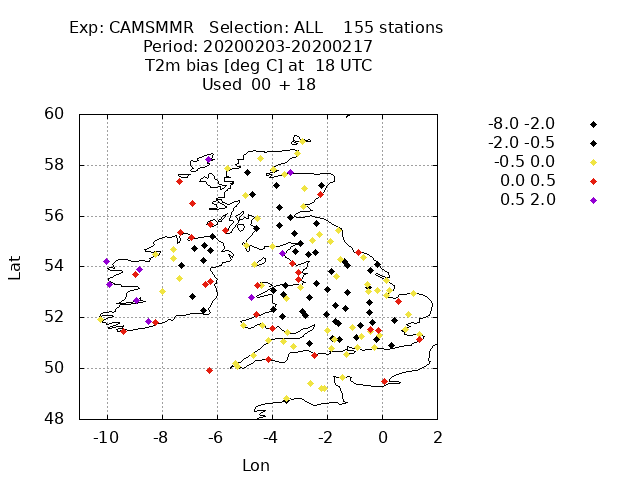 Exp: CAMSMMR   Selection: ALL    155 stations
Period: 20200203-20200217
T2m bias [deg C] at  18 UTC
Used  00  + 18
60
58
56
54
52
50
48
Lat
-10 -8 -6 -4 -2 0 2
Lon
-8.0 -2.0
-2.0 -0.5
-0.5 0.0
0.0 0.5
0.5 2.0